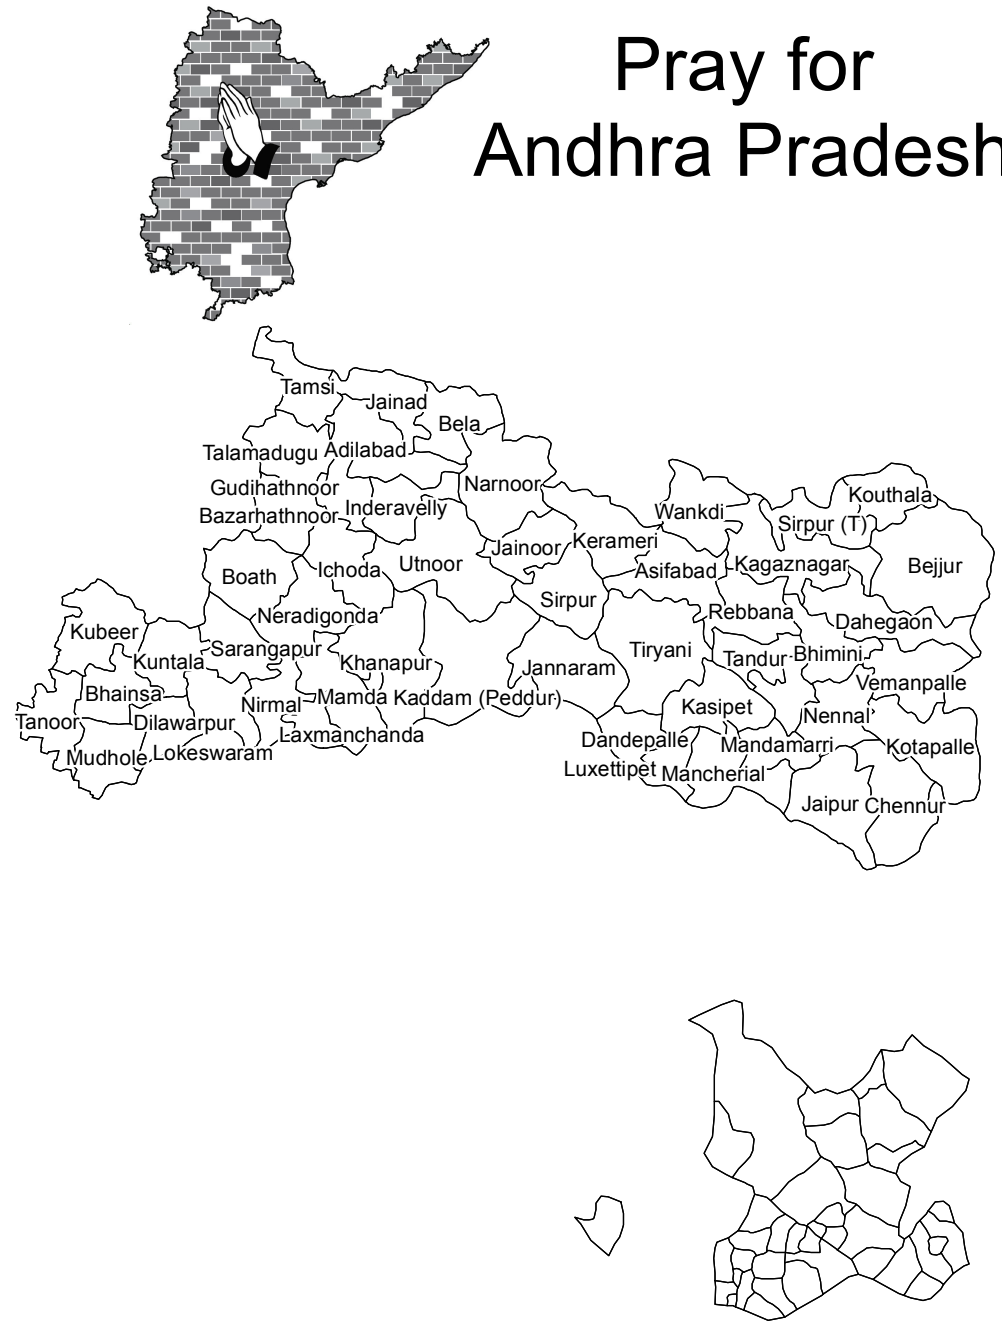 Pray for
Andhra Pradesh
Tamsi
Jainad
Bela
Talamadugu
Adilabad
Gudihathnoor
Inderavelly
Narnoor
Bazarhathnoor
Wankdi
Kouthala
Sirpur (T)
Boath
Ichoda
Utnoor
Jainoor
Kerameri
Asifabad
Kagaznagar
Bejjur
Neradigonda
Sirpur
Rebbana
Dahegaon
Kubeer
Kuntala
Sarangapur
Khanapur
Jannaram
Tiryani
Tandur
Bhimini
Bhainsa
Nirmal
Mamda
Kaddam (Peddur)
Kasipet
Vemanpalle
Nennal
Tanoor
Dilawarpur
Laxmanchanda
Dandepalle
Mandamarri
Kotapalle
Mudhole
Lokeswaram
Luxettipet
Mancherial
Jaipur
Chennur